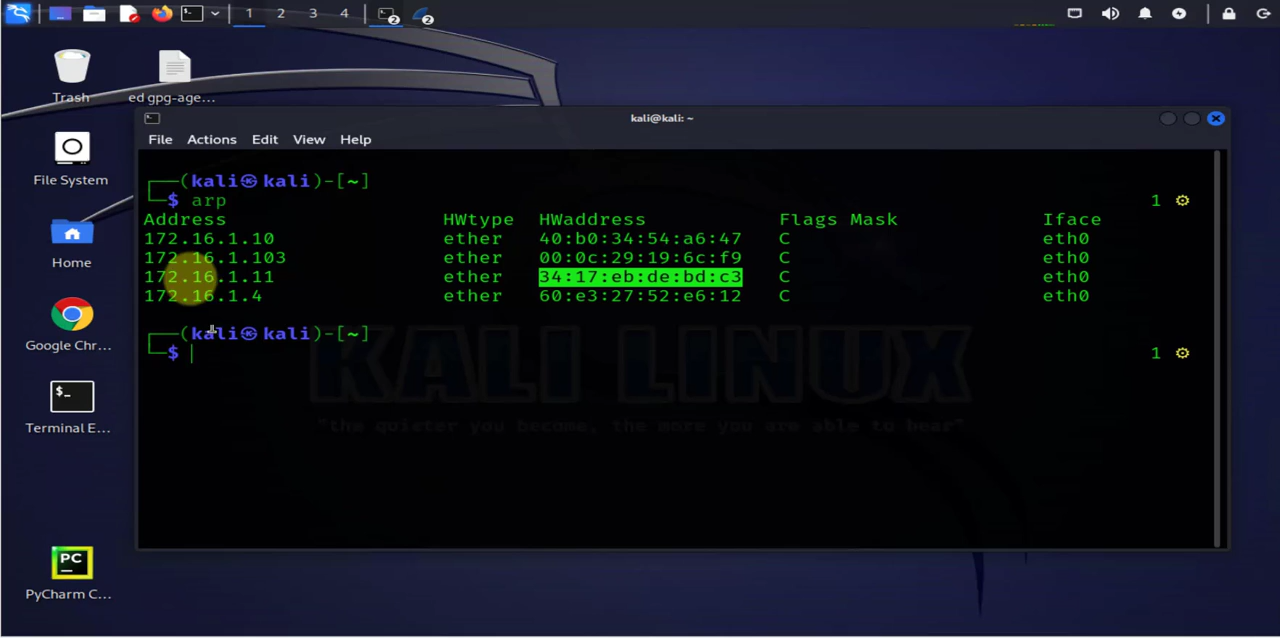 1 2 3 4 2 2
Trash
ed gpg-age...
File System
Home
Google Chr...
Terminal E...
PC
PyCharm C...
kali@kali: ~
File Actions Edit View Help
┌──(kali㉿kali)-[~]
└─$ arp 1
Address HWtype HWaddress Flags Mask Iface
172.16.1.10 ether 40:b0:34:54:a6:47 C eth0
172.16.1.103 ether 00:0c:29:19:6c:f9 C eth0
172.16.1.11 ether 34:17:eb:de:bd:c3 C eth0
172.16.1.4 ether 60:e3:27:52:e6:12 C eth0
┌──(kali㉿kali)-[~]
└─$ 1
KALI LINUX
"the quieter you become, the more you are able to hear"